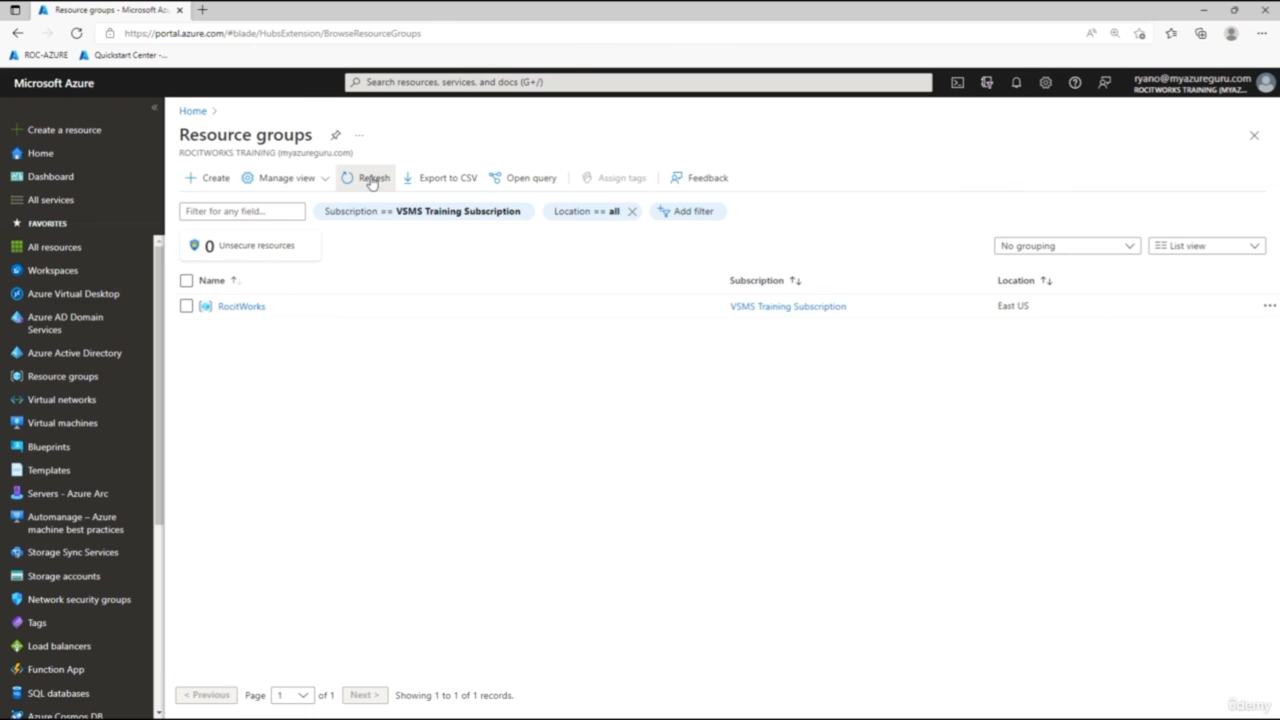 Resource groups - Microsoft Az...
https://portal.azure.com/#blade/HubsExtension/BrowseResourceGroups
ROC-AZURE
Quickstart Center -...
Microsoft Azure
Search resources, services, and docs (G+/)
ryano@myazureguru.com
ROCITWORKS TRAINING (MYAZ...
Create a resource
Home
Dashboard
All services
FAVORITES
All resources
Workspaces
Azure Virtual Desktop
Azure AD Domain
Services
Azure Active Directory
Resource groups
Virtual networks
Virtual machines
Blueprints
Templates
Servers - Azure Arc
Automanage – Azure
machine best practices
Storage Sync Services
Storage accounts
Network security groups
Tags
Load balancers
Function App
SQL databases
Azure Cosmos DB
Home >
Resource groups
ROCITWORKS TRAINING (myazureguru.com)
Create Manage view Refresh Export to CSV Open query Assign tags Feedback
Filter for any field... Subscription == VSMS Training Subscription Location == all Add filter
0 Unsecure resources
No grouping List view
Name Subscription Location
RocitWorks VSMS Training Subscription East US
< Previous Page 1 of 1 Next > Showing 1 to 1 of 1 records.
ûdemy